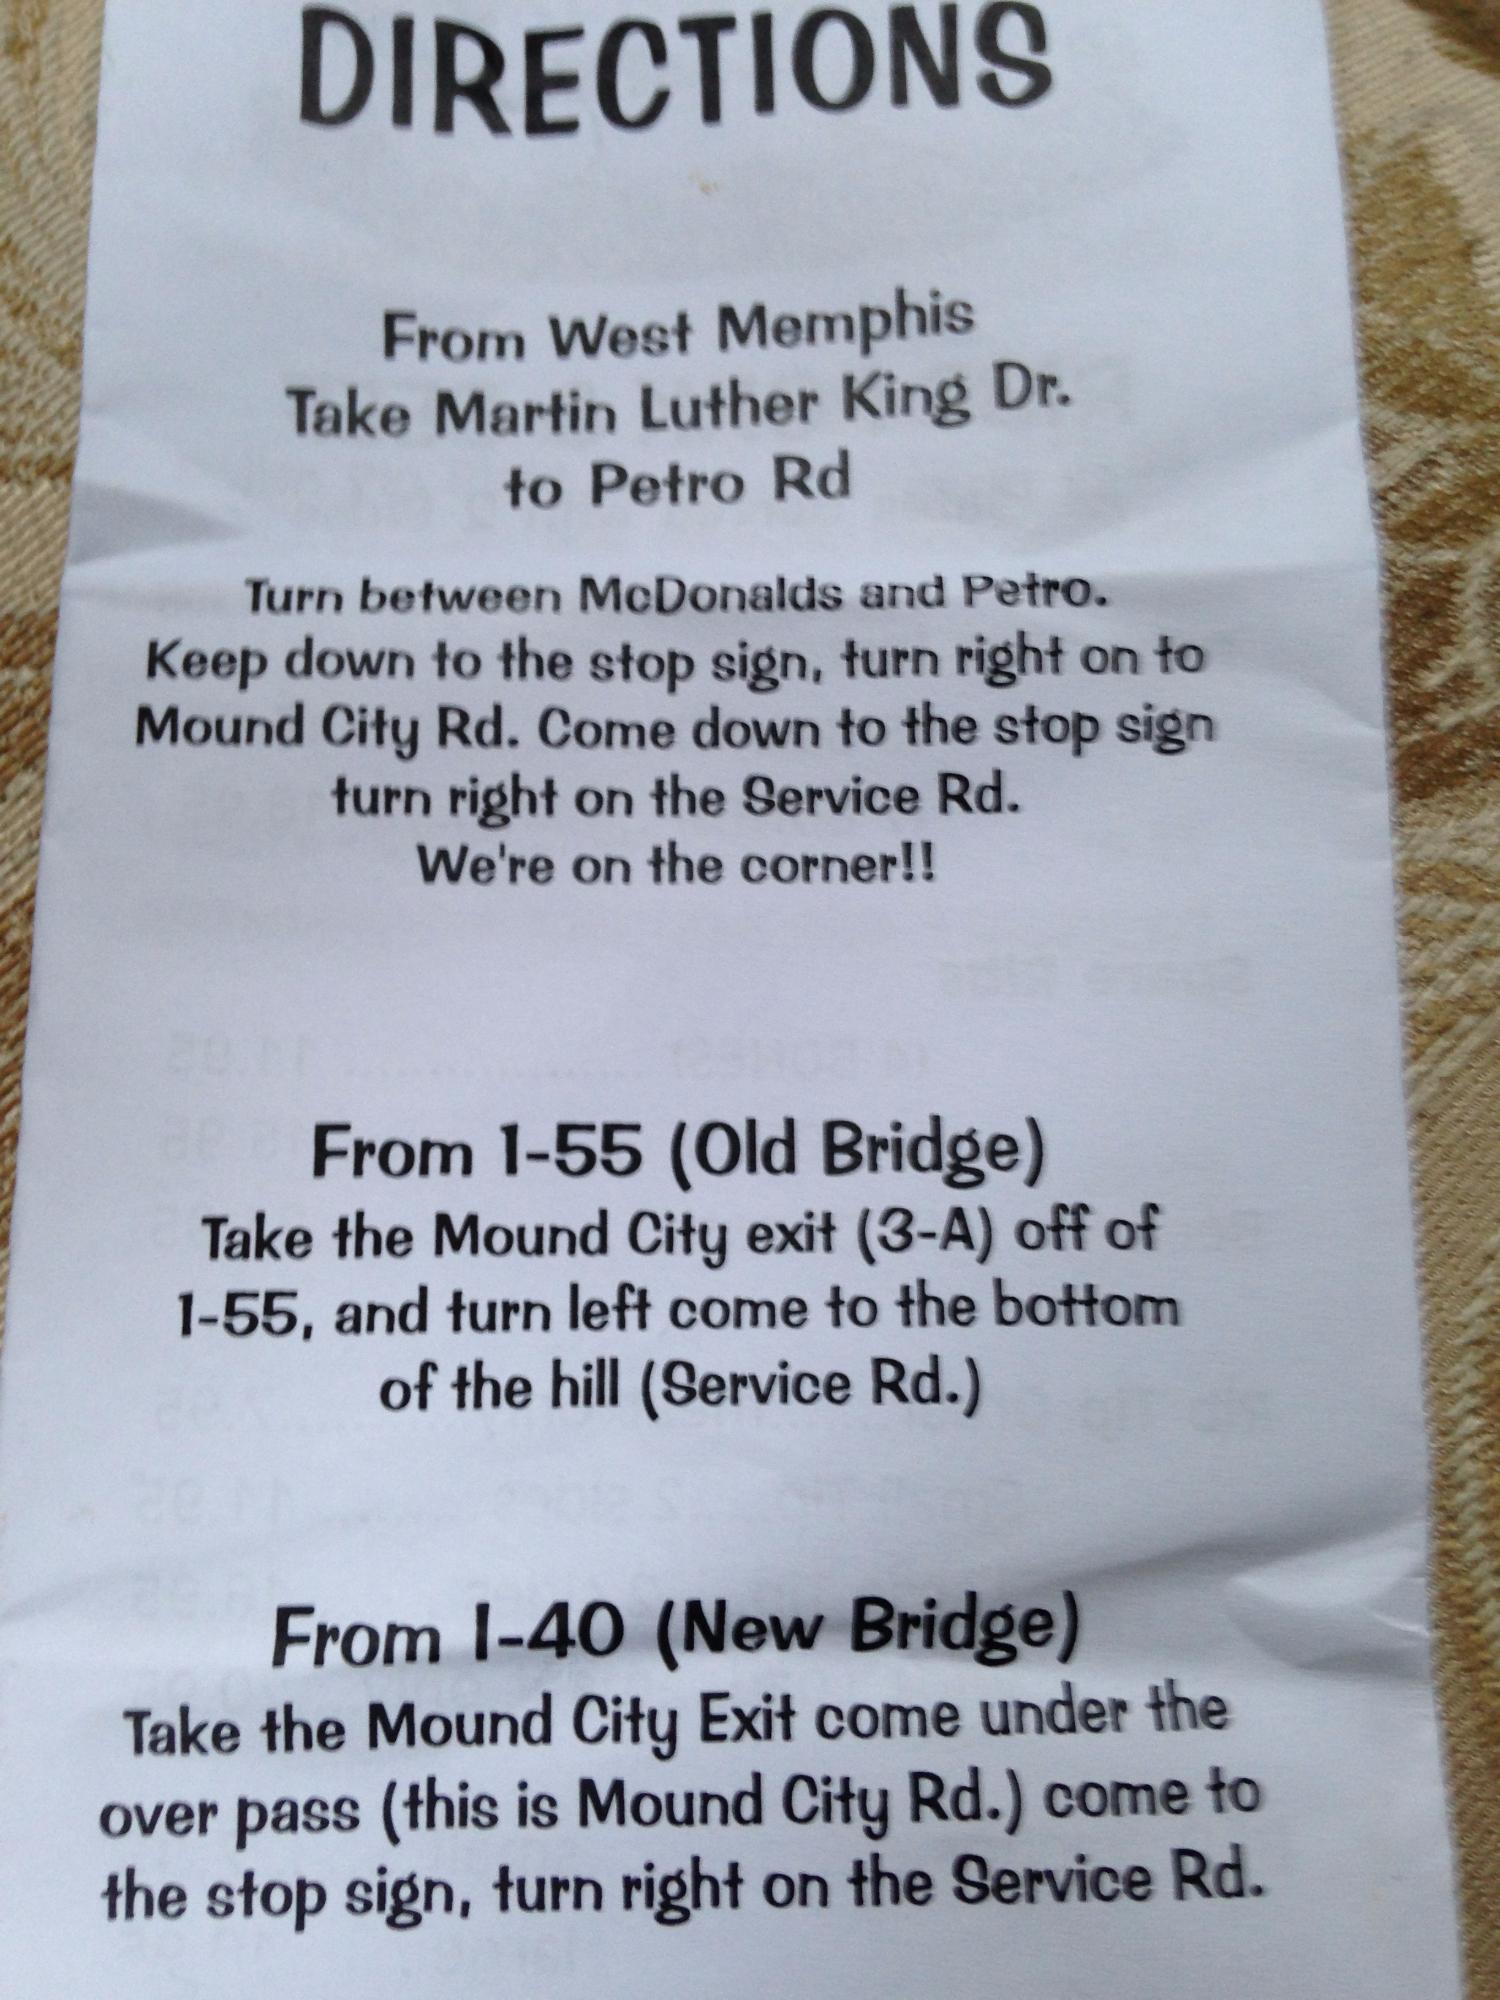 DIRECTIONS
From West Memphis
Take Martin Luther King Dr.
to Petro Rd
Turn between McDonalds and Petro.
Keep down to the stop sign, turn right on to
Mound City Rd. Come down to the stop sign
turn right on the Service Rd.
We're on the corner!!
From 1-55 (Old Bridge)
Take the Mound City exit (3-A) off of
1-55, and turn left come to the bottom
of the hill (Service Rd.)
From I-40 (New Bridge)
Take the Mound City Exit come under the
over pass (this is Mound City Rd.) come to
the stop sign, turn right on the Service Rd.